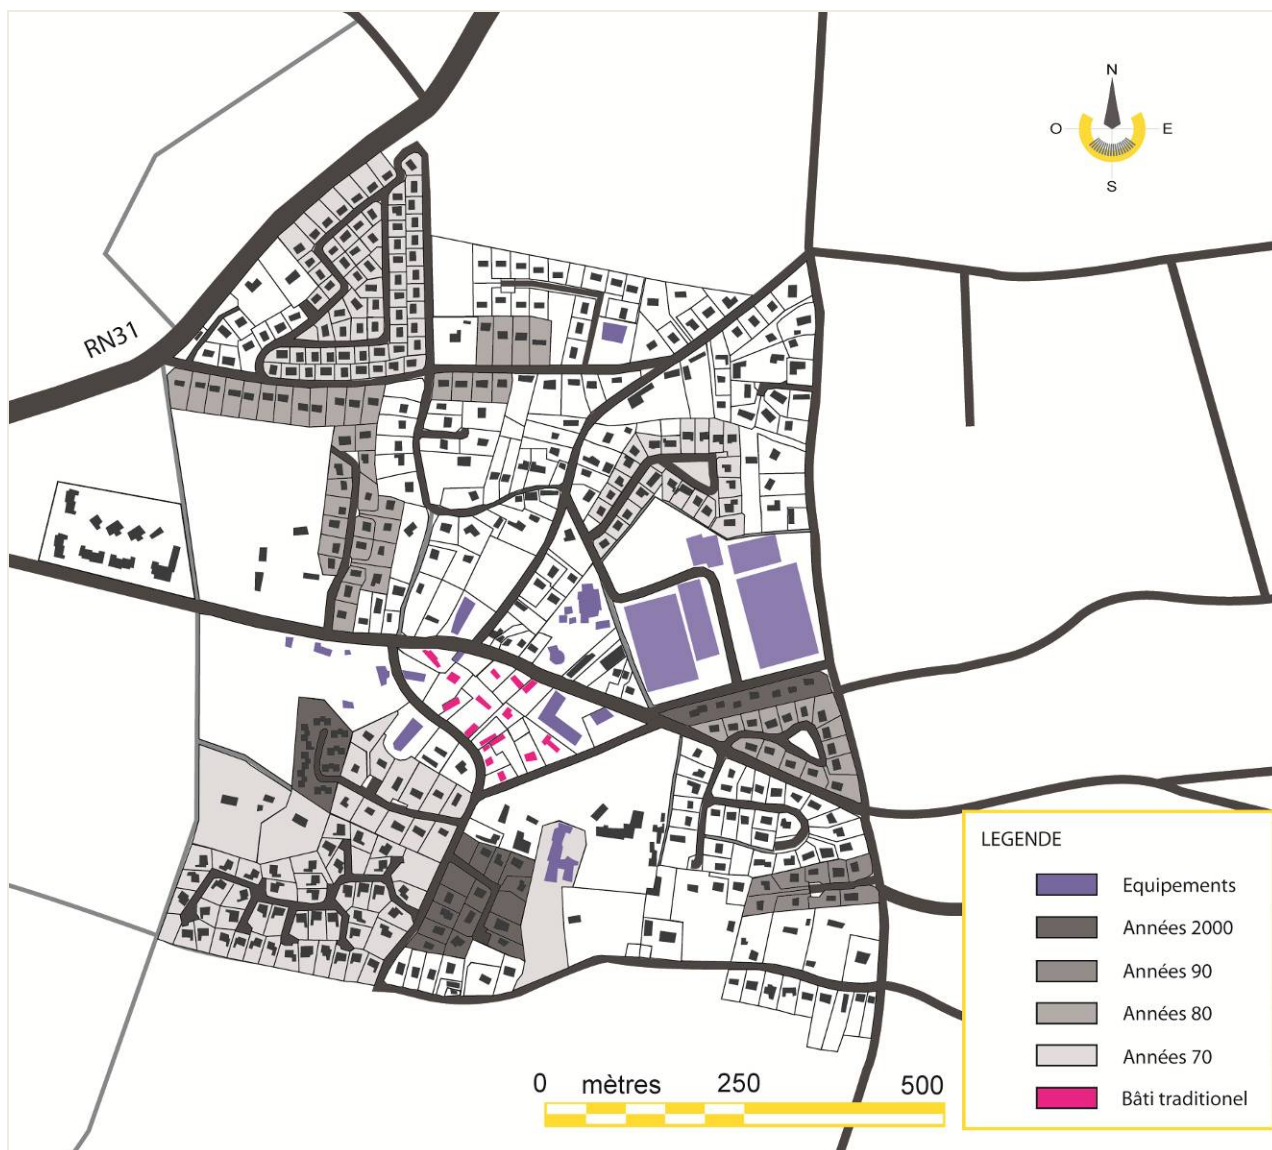 N
O
E
S
RN31
LEGENDE
Equipements
Années 2000
Années 90
Années 80
Années 70
Bâti traditionel
0 mètres 250 500